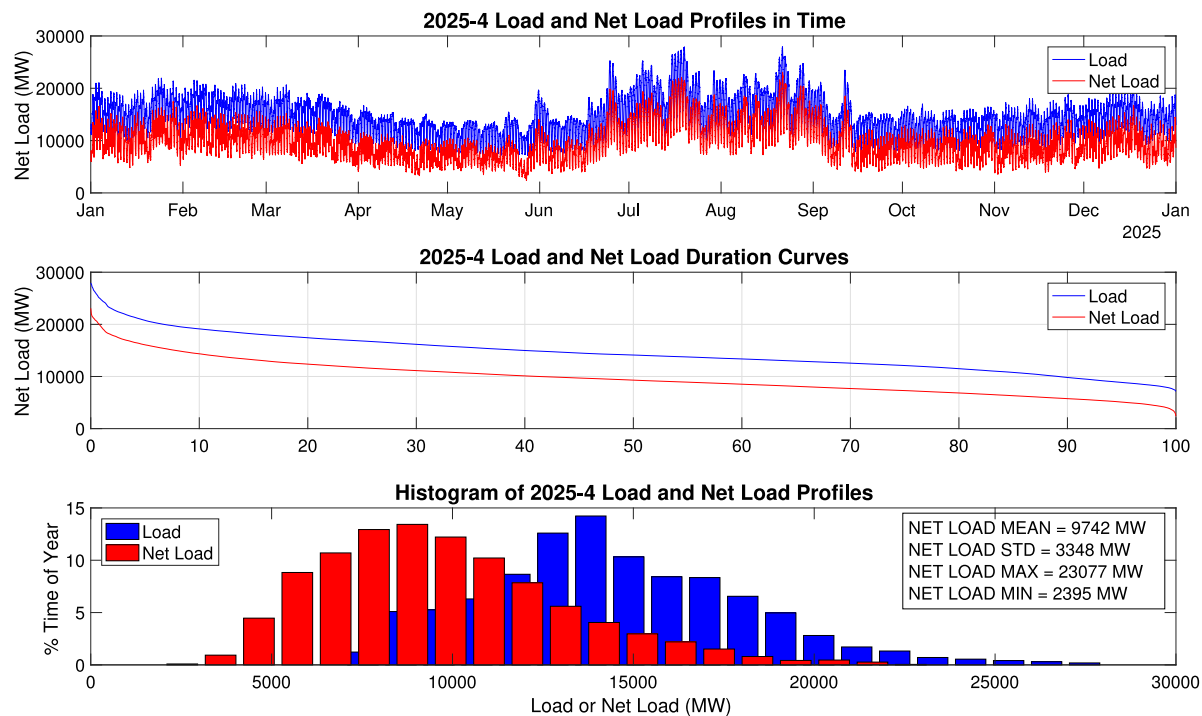 2025-4 Load and Net Load Profiles in Time
Net Load (MW)
30000
20000
10000
0
Load
Net Load
Jan Feb Mar Apr May Jun Jul Aug Sep Oct Nov Dec Jan
2025
2025-4 Load and Net Load Duration Curves
Net Load (MW)
30000
20000
10000
0
Load
Net Load
0 10 20 30 40 50 60 70 80 90 100
Histogram of 2025-4 Load and Net Load Profiles
% Time of Year
15
10
5
0
Load
Net Load
NET LOAD MEAN = 9742 MW
NET LOAD STD = 3348 MW
NET LOAD MAX = 23077 MW
NET LOAD MIN = 2395 MW
0 5000 10000 15000 20000 25000 30000
Load or Net Load (MW)